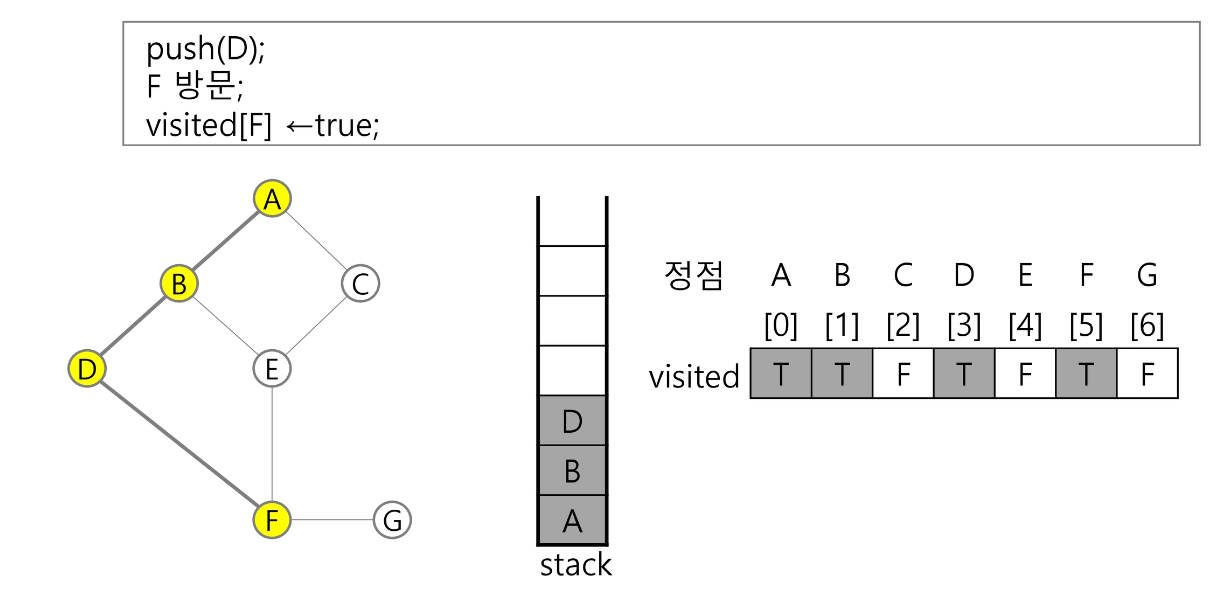 push(D);
F 방문;
visited[F] ←true;
A
B
C
D
E
F
G
D
B
A
stack
정점 A B C D E F G
[0] [1] [2] [3] [4] [5] [6]
visited T T F T F T F